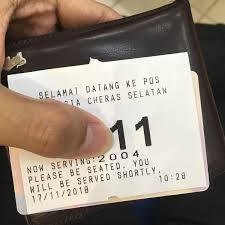 SELAMAT DATANG KE POS
SIA CHERAS SELATAN
11
NOW SERVING:2004
PLEASE BE SEATED, YOU
WILL BE SERVED SHORTLY.
17/11/2018 10:28